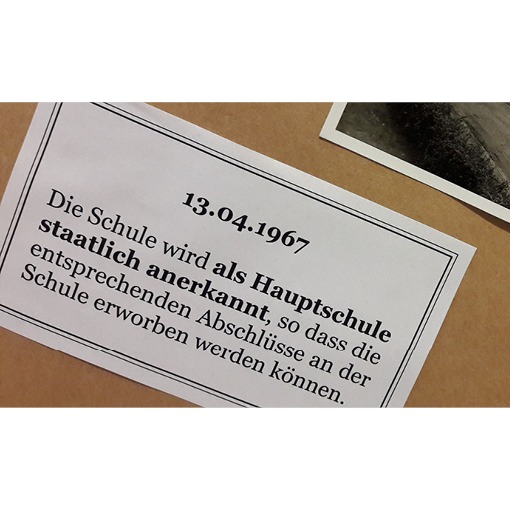 13.04.1967
Die Schule wird als Hauptschule
staatlich anerkannt, so dass die
entsprechenden Abschlüsse an der
Schule erworben werden können.